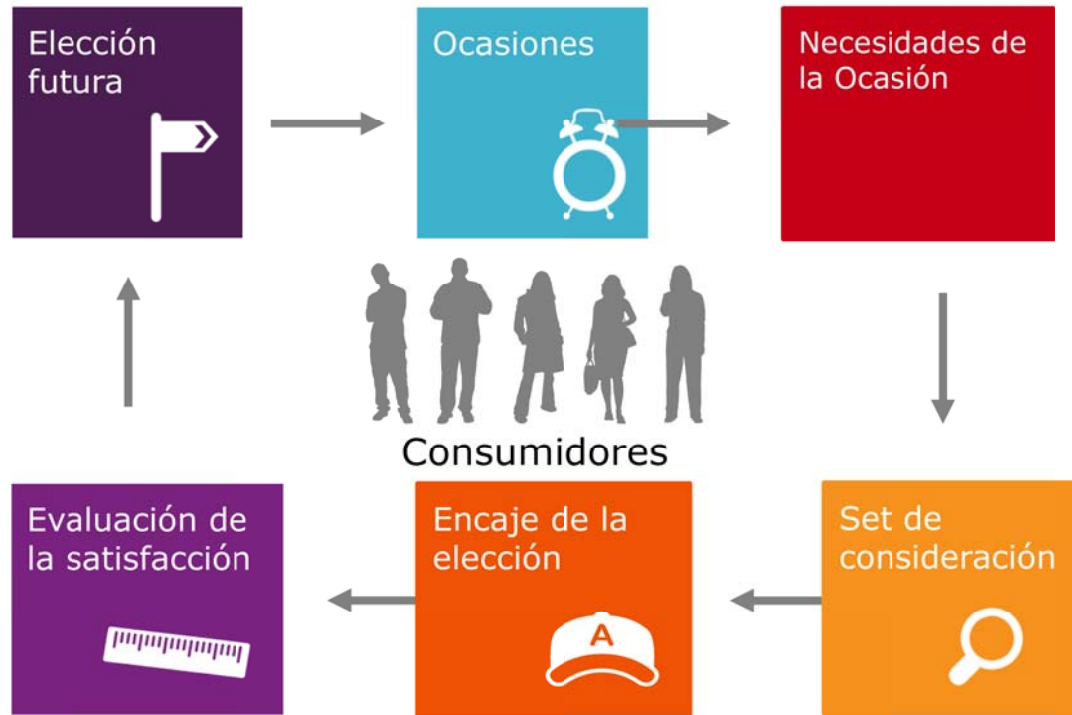 Elección
futura
Ocasiones
Necesidades de
la Ocasión
Consumidores
Evaluación de
la satisfacción
Encaje de la
elección
A
Set de
consideración